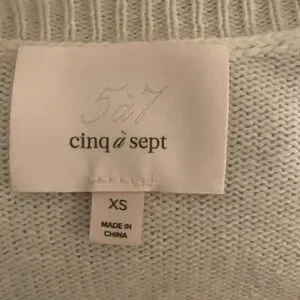 5à7
cinq à sept
XS
MADE IN
CHINA